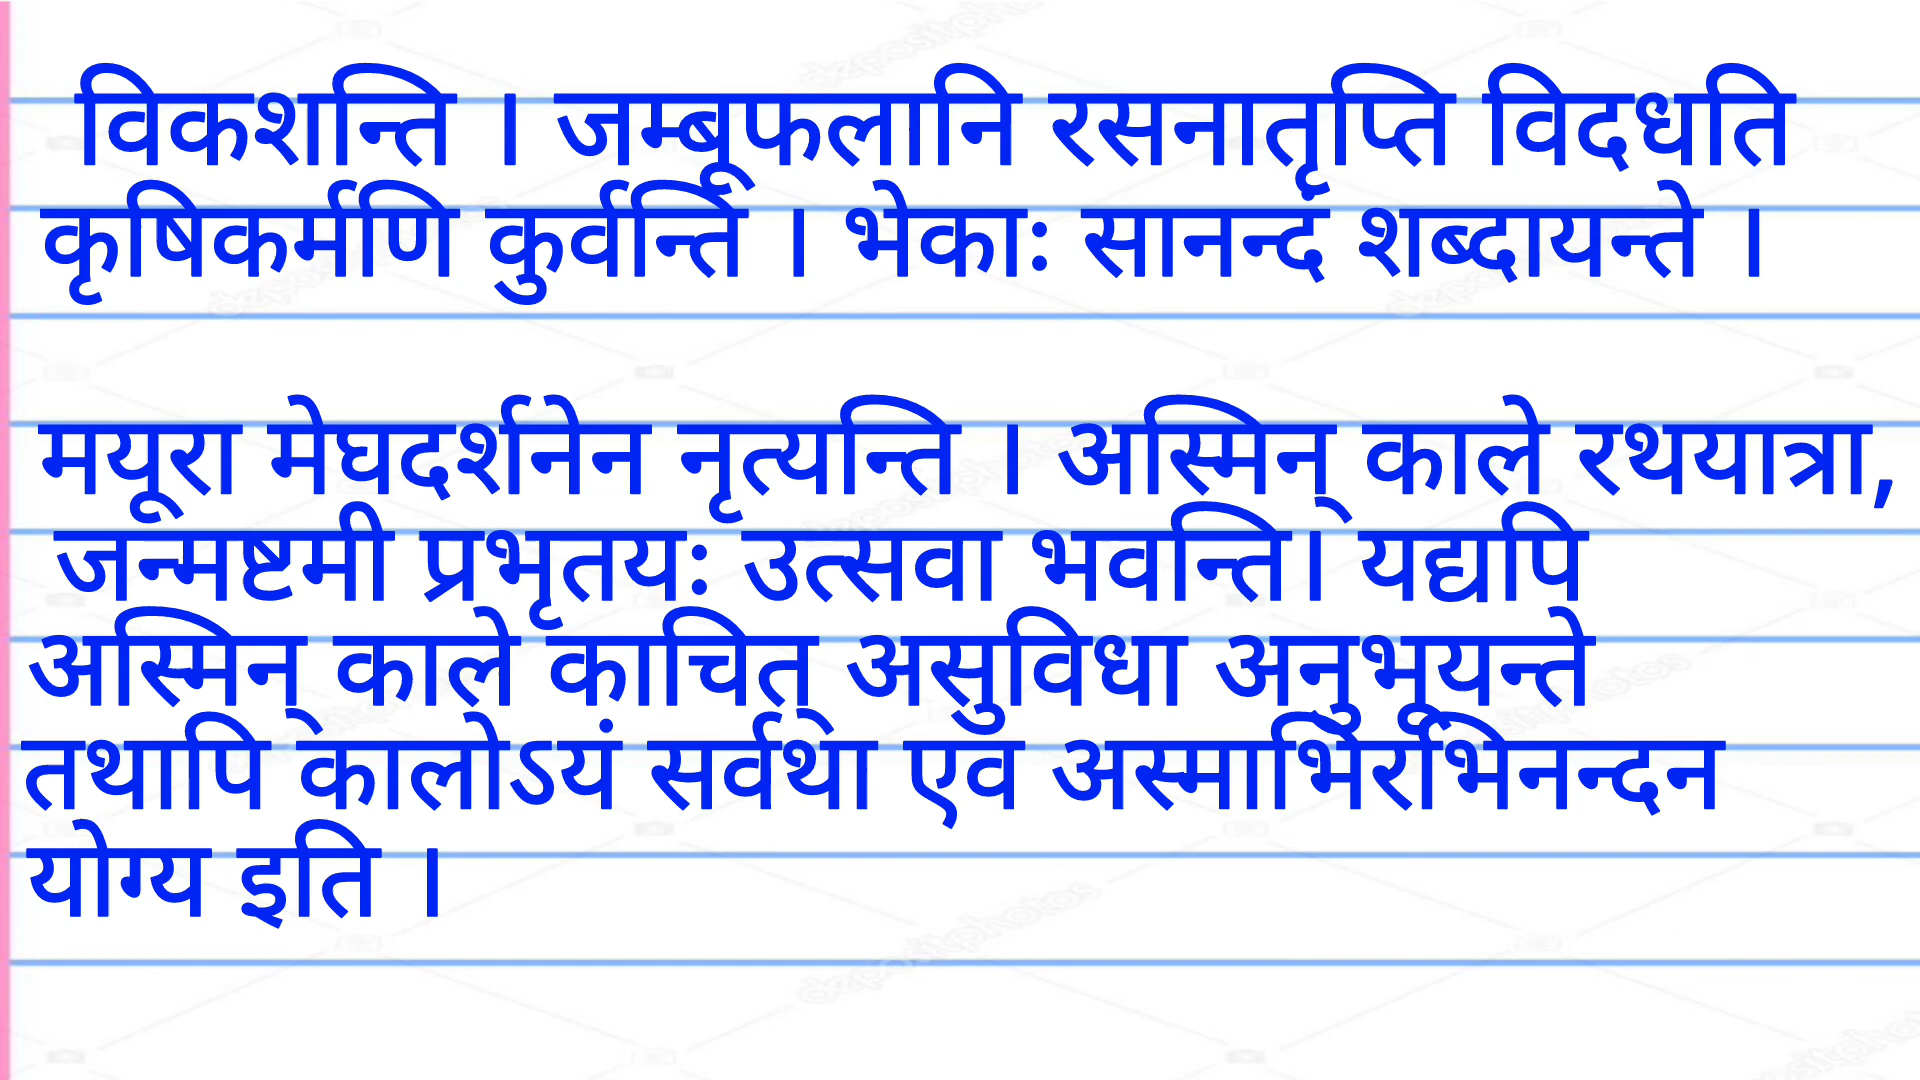 विकशन्ति । जम्बूफलानि रसनातृप्ति विदधति
कृषिकर्मणि कुर्वन्ति । भेकाः सानन्दं शब्दायन्ते ।
मयूरा मेघदर्शनेन नृत्यन्ति । अस्मिन् काले रथयात्रा,
जन्मष्टमी प्रभृतयः उत्सवा भवन्ति। यद्यपि
अस्मिन् काले काचित् असुविधा अनुभूयन्ते
तथापि कालोऽयं सर्वथा एव अस्माभिरभिनन्दन
योग्य इति ।